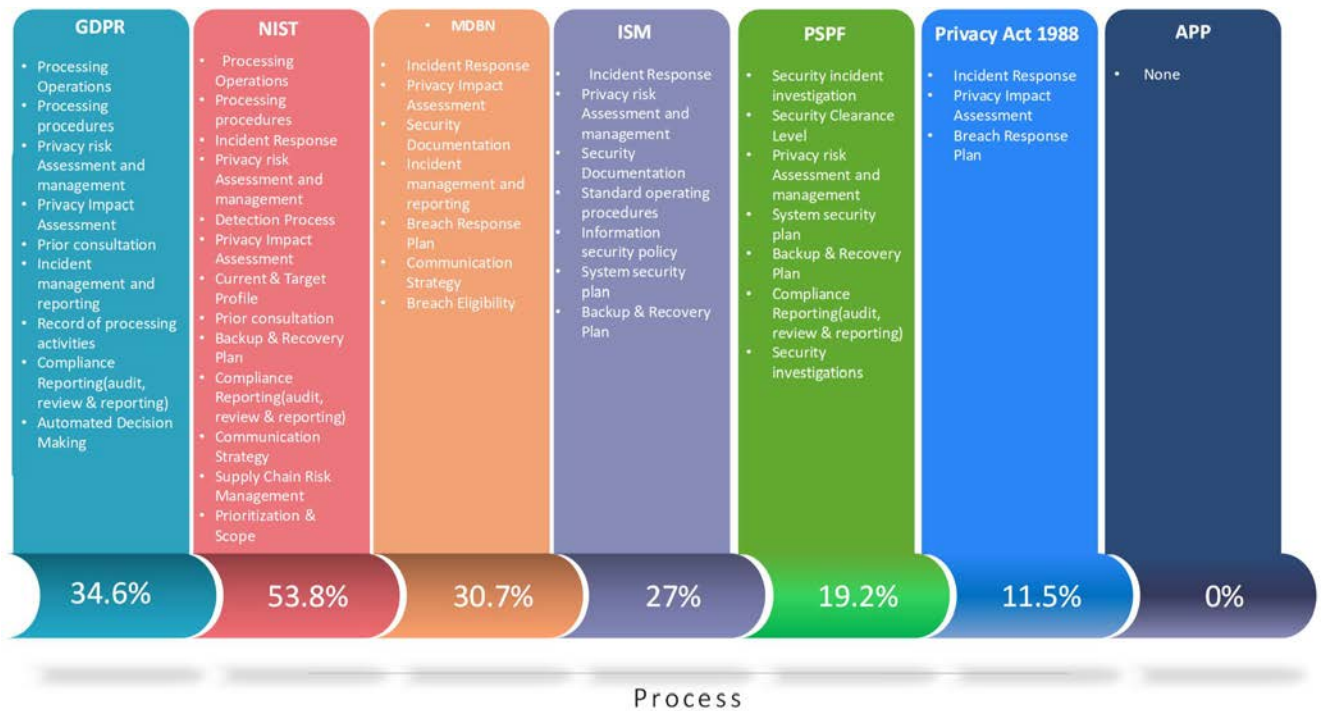 GDPR
• Processing
Operations
• Processing
procedures
• Privacy risk
Assessment and
management
• Privacy Impact
Assessment
• Prior consultation
• Incident
management and
reporting
• Record of processing
activities
• Compliance
Reporting(audit,
review & reporting)
• Automated Decision
Making
34.6%
NIST
• Processing
Operations
• Processing
procedures
• Incident Response
• Privacy risk
Assessment and
management
• Detection Process
• Privacy Impact
Assessment
• Current & Target
Profile
• Prior consultation
• Backup & Recovery
Plan
• Compliance
Reporting(audit,
review & reporting)
• Communication
Strategy
• Supply Chain Risk
Management
• Prioritization &
Scope
53.8%
• MDBN
• Incident Response
• Privacy Impact
Assessment
• Security
Documentation
• Incident
management and
reporting
• Breach Response
Plan
• Communication
Strategy
• Breach Eligibility
30.7%
ISM
• Incident Response
• Privacy risk
Assessment and
management
• Security
Documentation
• Standard operating
procedures
• Information
security policy
• System security
plan
• Backup & Recovery
Plan
27%
PSPF
• Security incident
investigation
• Security Clearance
Level
• Privacy risk
Assessment and
management
• System security
plan
• Backup & Recovery
Plan
• Compliance
Reporting(audit,
review & reporting)
• Security
investigations
19.2%
Privacy Act 1988
• Incident Response
• Privacy Impact
Assessment
• Breach Response
Plan
11.5%
APP
• None
0%
Process